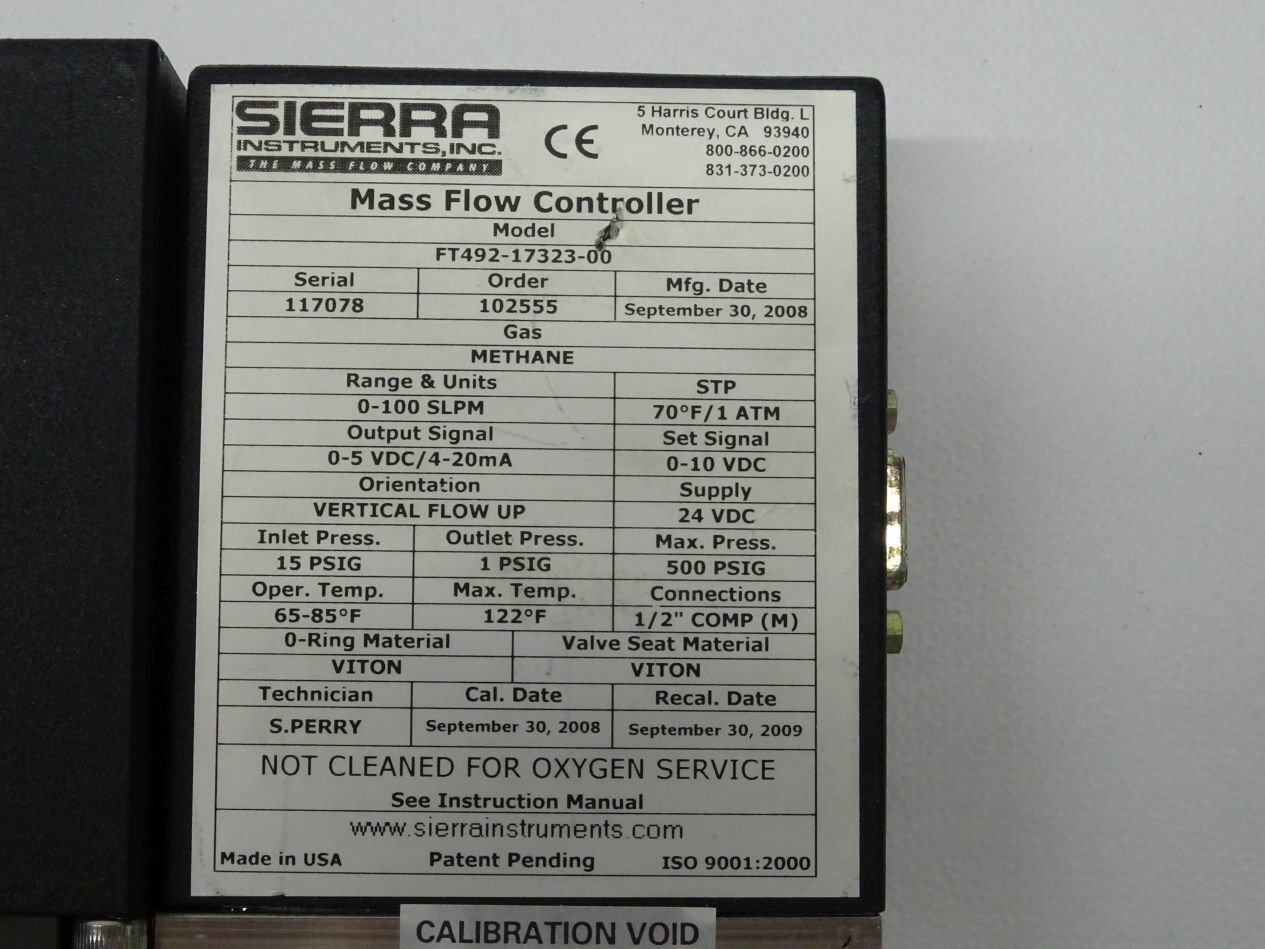 SIERRA
INSTRUMENTS, INC.
THE MASS FLOW COMPANY
CE
5 Harris Court Bldg. L
Monterey, CA 93940
800-866-0200
831-373-0200
Mass Flow Controller
Model
FT492-17323-00
Serial Order Mfg. Date
117078 102555 September 30, 2008
Gas
METHANE
Range & Units STP
0-100 SLPM 70°F/1 ATM
Output Signal Set Signal
0-5 VDC/4-20mA 0-10 VDC
Orientation Supply
VERTICAL FLOW UP 24 VDC
Inlet Press. Outlet Press. Max. Press.
15 PSIG 1 PSIG 500 PSIG
Oper. Temp. Max. Temp. Connections
65-85°F 122°F 1/2" COMP (M)
0-Ring Material Valve Seat Material
VITON VITON
Technician Cal. Date Recal. Date
S.PERRY September 30, 2008 September 30, 2009
NOT CLEANED FOR OXYGEN SERVICE
See Instruction Manual
www.sierrainstruments.com
Made in USA Patent Pending ISO 9001:2000
CALIBRATION VOID